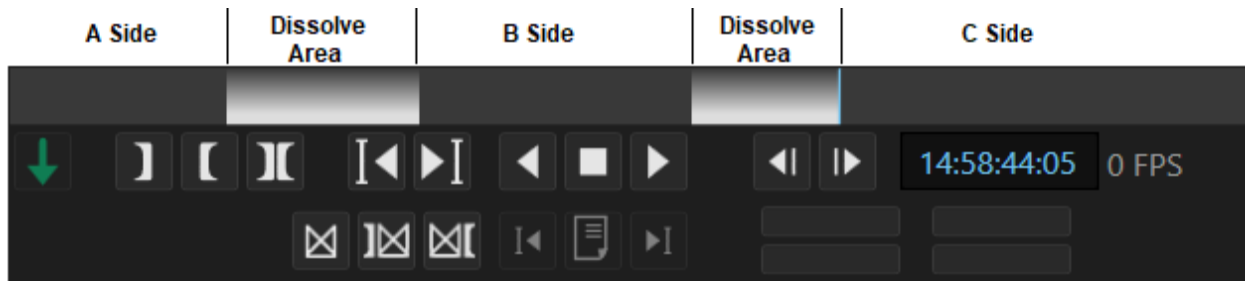 A Side
Dissolve
Area
B Side
Dissolve
Area
C Side
14:58:44:05
0 FPS